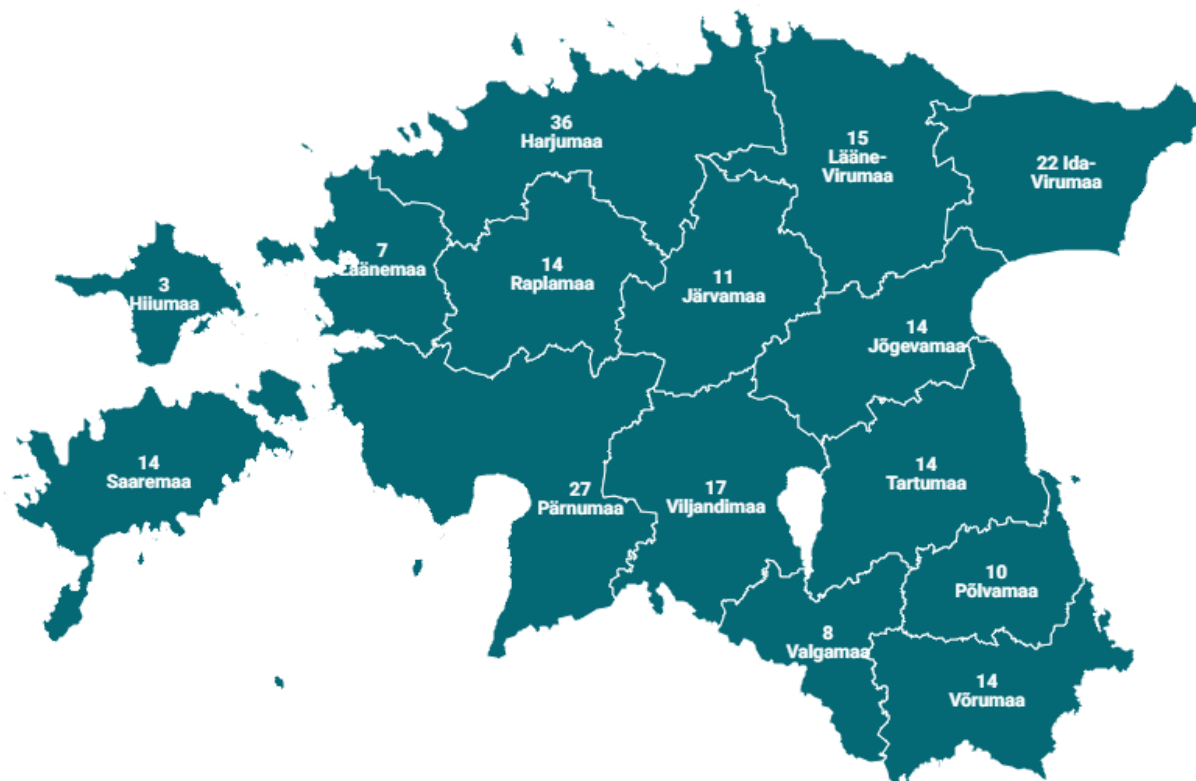 36
Harjumaa
15
Lääne-
Virumaa
22 Ida-
Virumaa
7
Läänemaa
14
Raplamaa
11
Järvamaa
3
Hiiumaa
14
Jõgevamaa
14
Saaremaa
27
Pärnumaa
17
Viljandimaa
14
Tartumaa
10
Põlvamaa
8
Valgamaa
14
Võrumaa